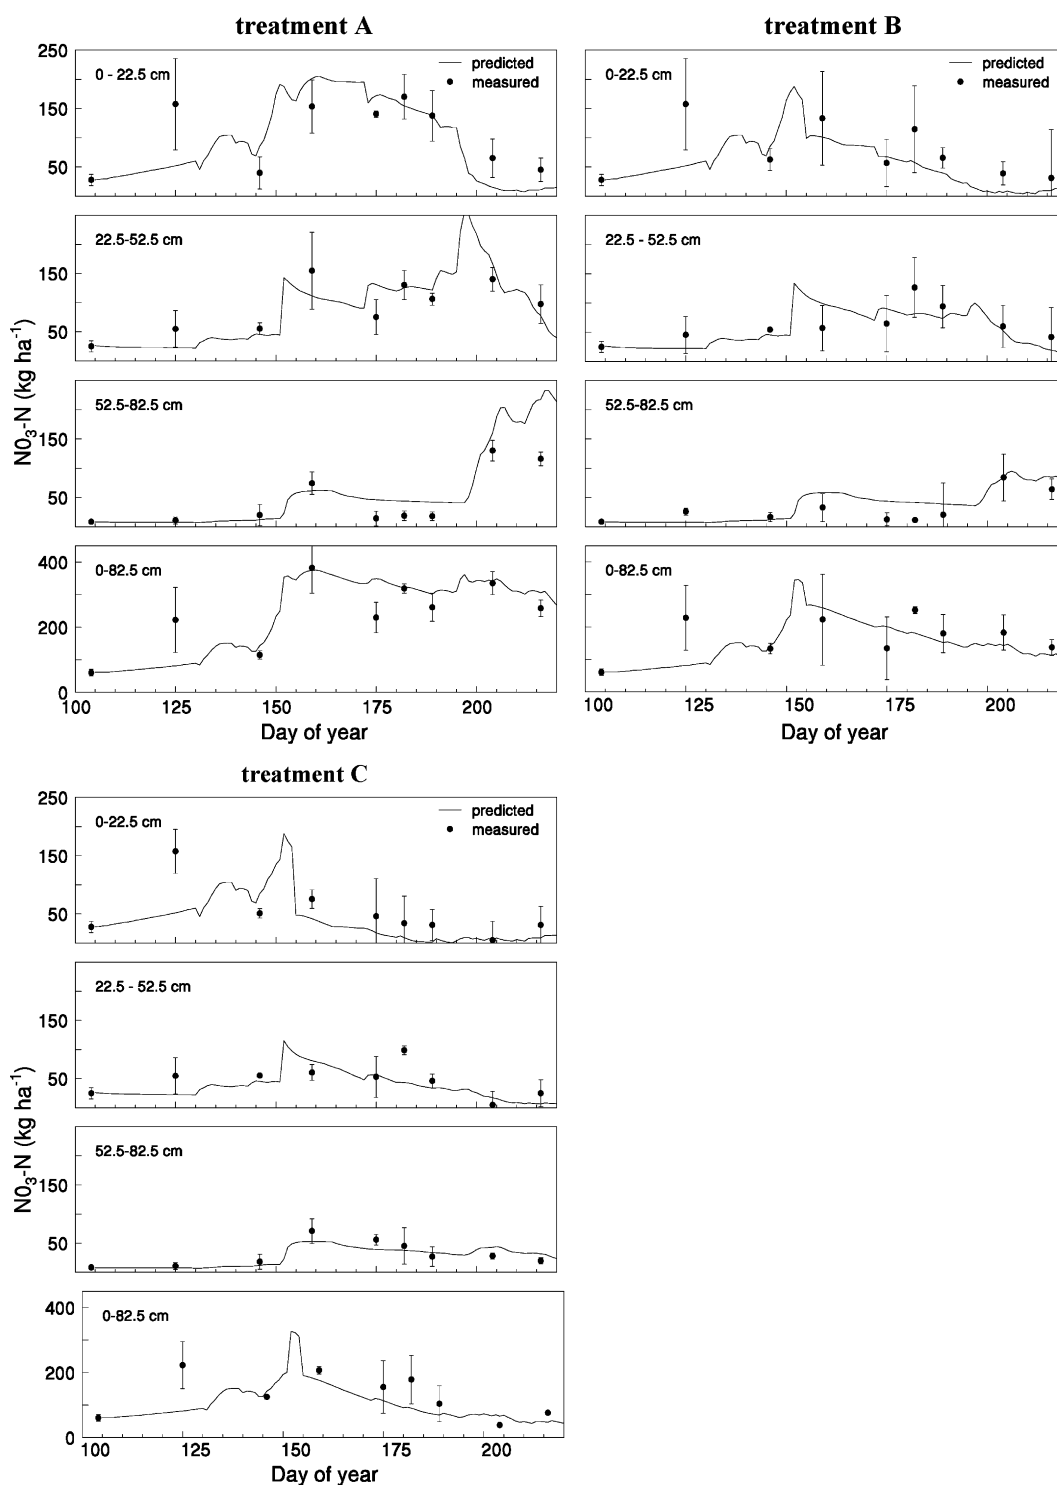 treatment A
treatment B
250
150
50
0 - 22.5 cm
predicted
measured
0-22.5 cm
predicted
measured
22.5-52.5 cm
150
50
22.5 - 52.5 cm
52.5-82.5 cm
150
50
52.5-82.5 cm
N0₃-N (kg ha⁻¹)
0-82.5 cm
400
200
0
0-82.5 cm
100 125 150 175 200
100 125 150 175 200
Day of year
Day of year
treatment C
250
150
50
0-22.5 cm
predicted
measured
22.5 - 52.5 cm
150
50
52.5-82.5 cm
150
50
N0₃-N (kg ha⁻¹)
0-82.5 cm
400
200
0
100 125 150 175 200
Day of year